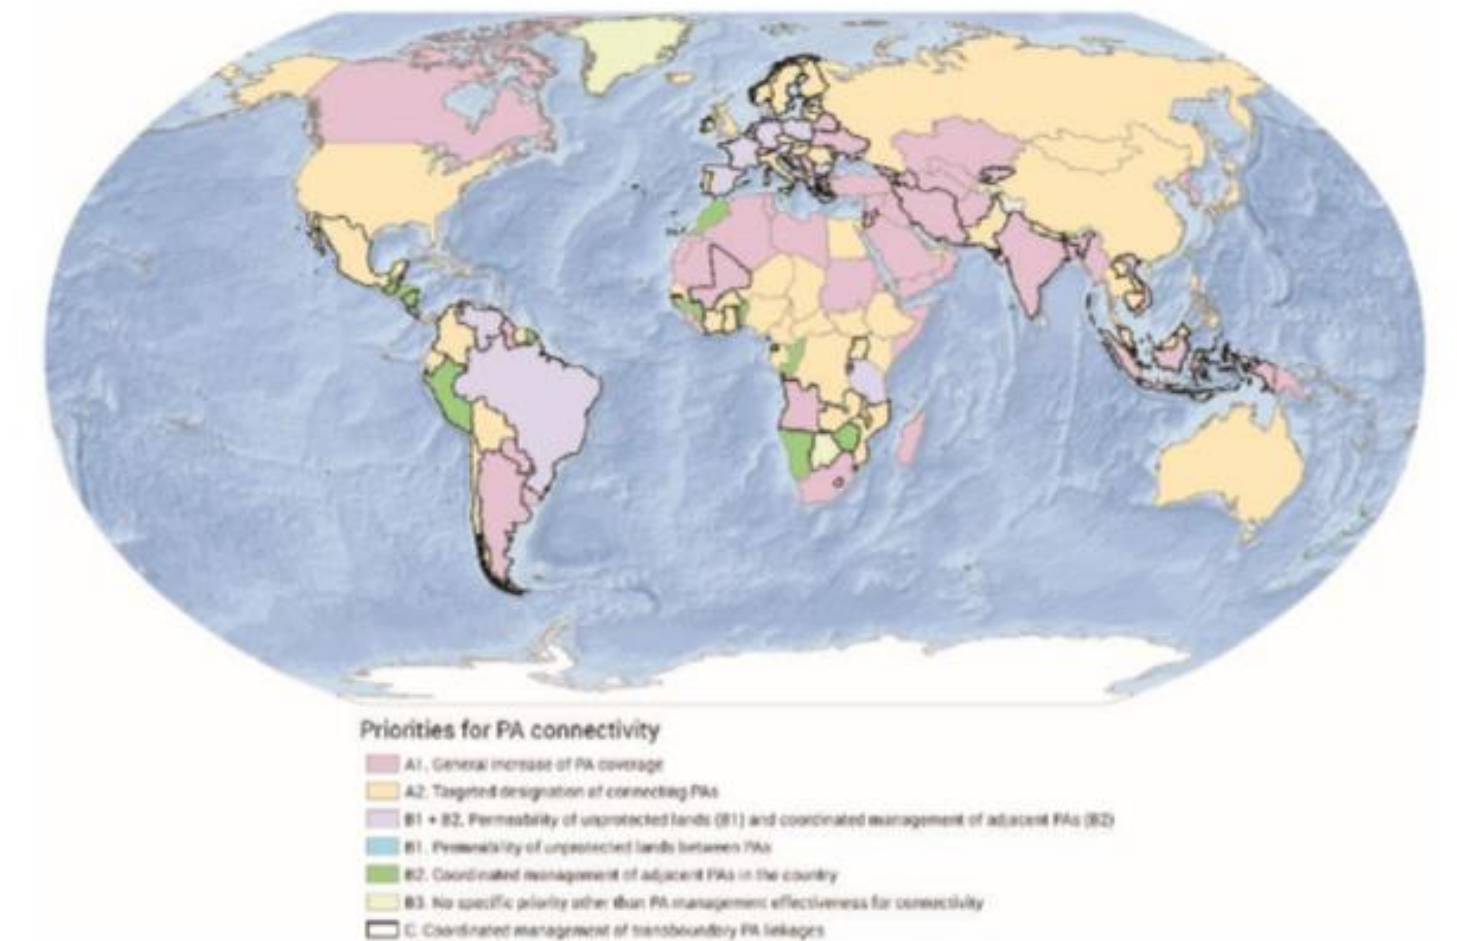 Priorities for PA connectivity
A1. General increase of PA coverage
A2. Targeted designation of connecting PAs
B1 + B2. Permeability of unprotected lands (B1) and coordinated management of adjacent PAs (B2)
B1. Permeability of unprotected lands between PAs
B2. Coordinated management of adjacent PAs in the country
B3. No specific priority other than PA management effectiveness for connectivity
C. Coordinated management of transboundary PA linkages